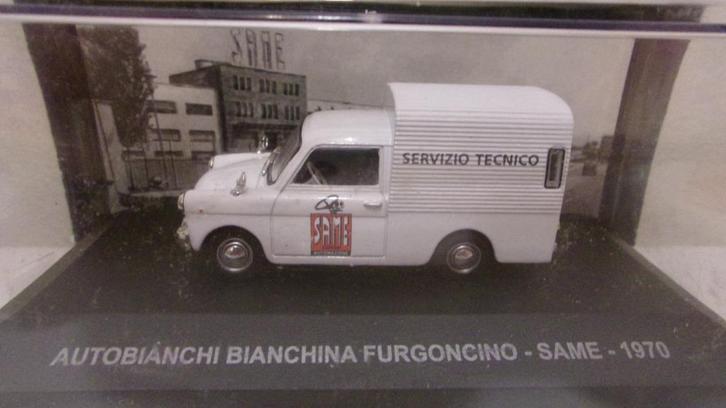 SAME
SERVIZIO TECNICO
SAME
AUTOBIANCHI BIANCHINA FURGONCINO - SAME - 1970